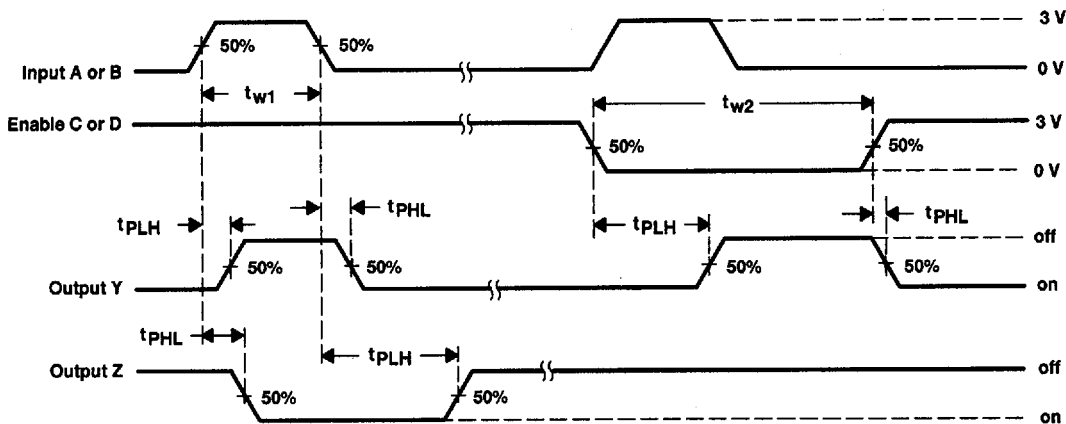 3 V
50%
50%
Input A or B
0 V
tw1
tw2
Enable C or D
3 V
50%
50%
0 V
tPLH
tPHL
tPLH
tPHL
off
50%
50%
50%
50%
Output Y
on
tPHL
tPLH
Output Z
off
50%
50%
on